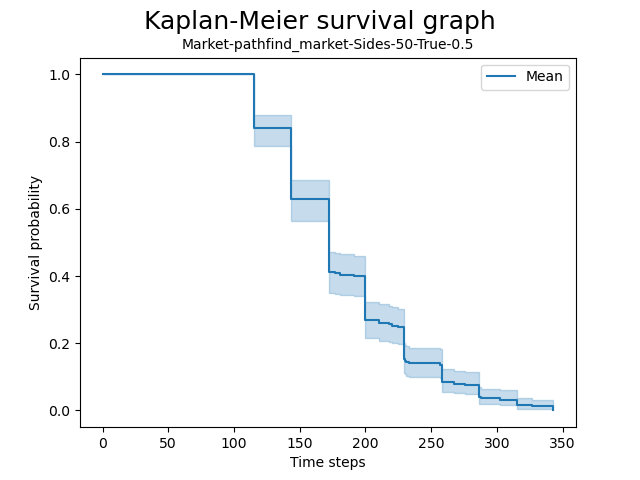 Kaplan-Meier survival graph
Market-pathfind_market-Sides-50-True-0.5
Mean
1.0
0.8
0.6
0.4
0.2
0.0
Survival probability
0 50 100 150 200 250 300 350
Time steps